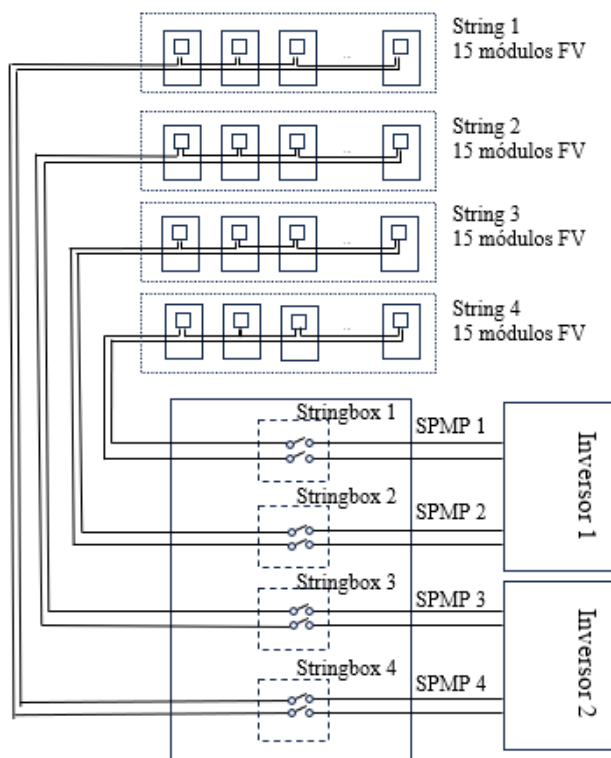 String 1
15 módulos FV
String 2
15 módulos FV
String 3
15 módulos FV
String 4
15 módulos FV
Stringbox 1
SPMP 1
Stringbox 2
SPMP 2
Inversor 1
Stringbox 3
SPMP 3
Stringbox 4
SPMP 4
Inversor 2